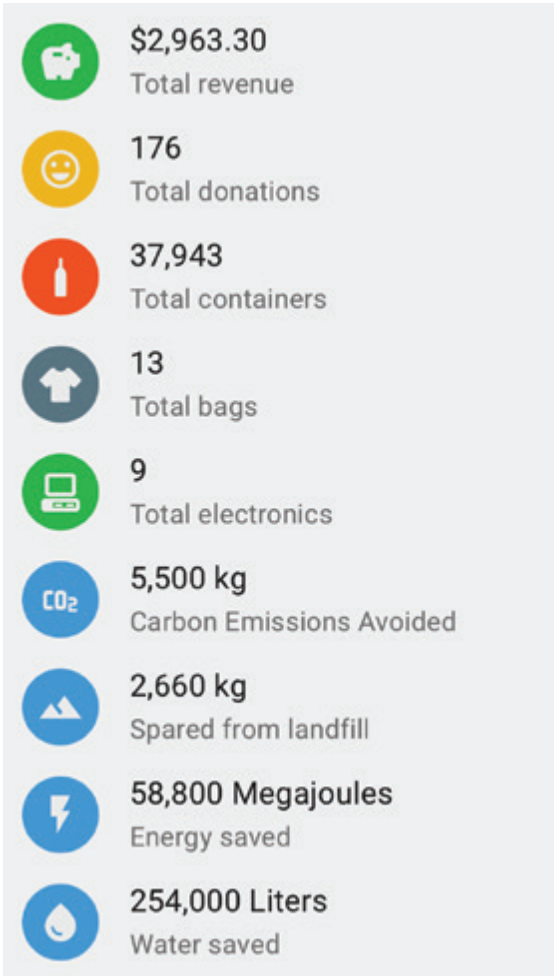 $2,963.30
Total revenue
176
Total donations
37,943
Total containers
13
Total bags
9
Total electronics
CO2
5,500 kg
Carbon Emissions Avoided
2,660 kg
Spared from landfill
58,800 Megajoules
Energy saved
254,000 Liters
Water saved